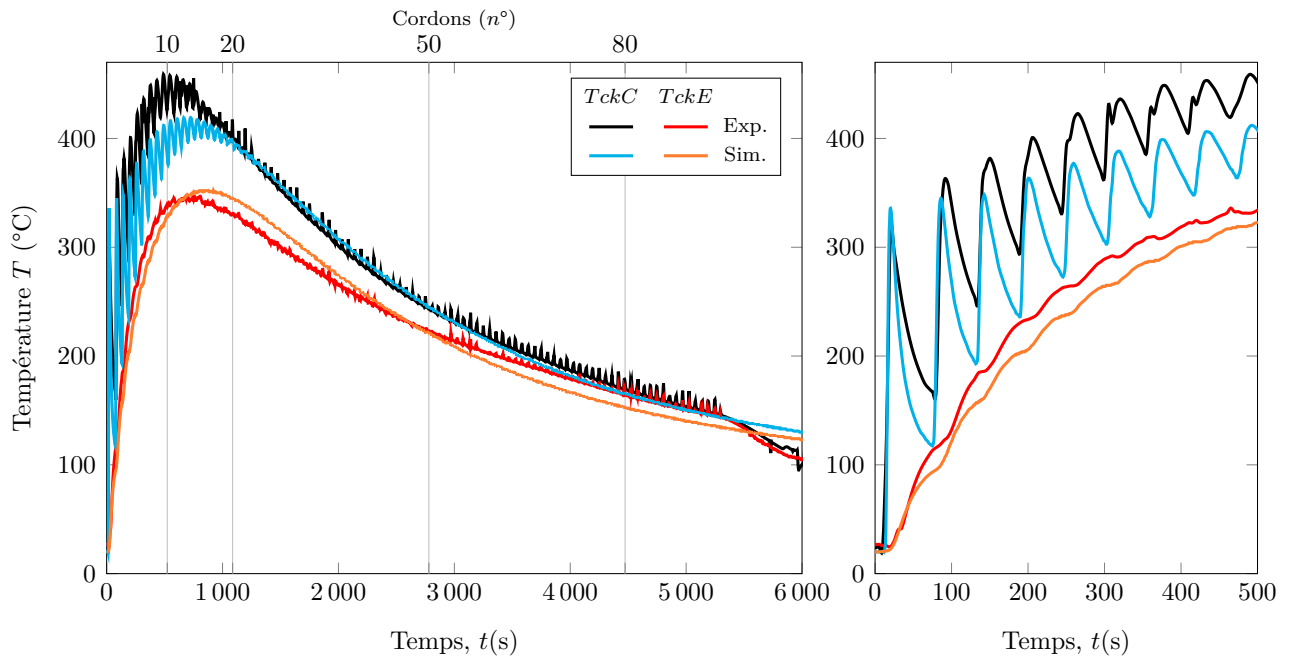 Cordons (n°)
10 20 50 80
TckC TckE
Exp.
Sim.
Température T (°C)
400
300
200
100
0
0 1 000 2 000 3 000 4 000 5 000 6 000
Temps, t(s)
400
300
200
100
0
0 100 200 300 400 500
Temps, t(s)